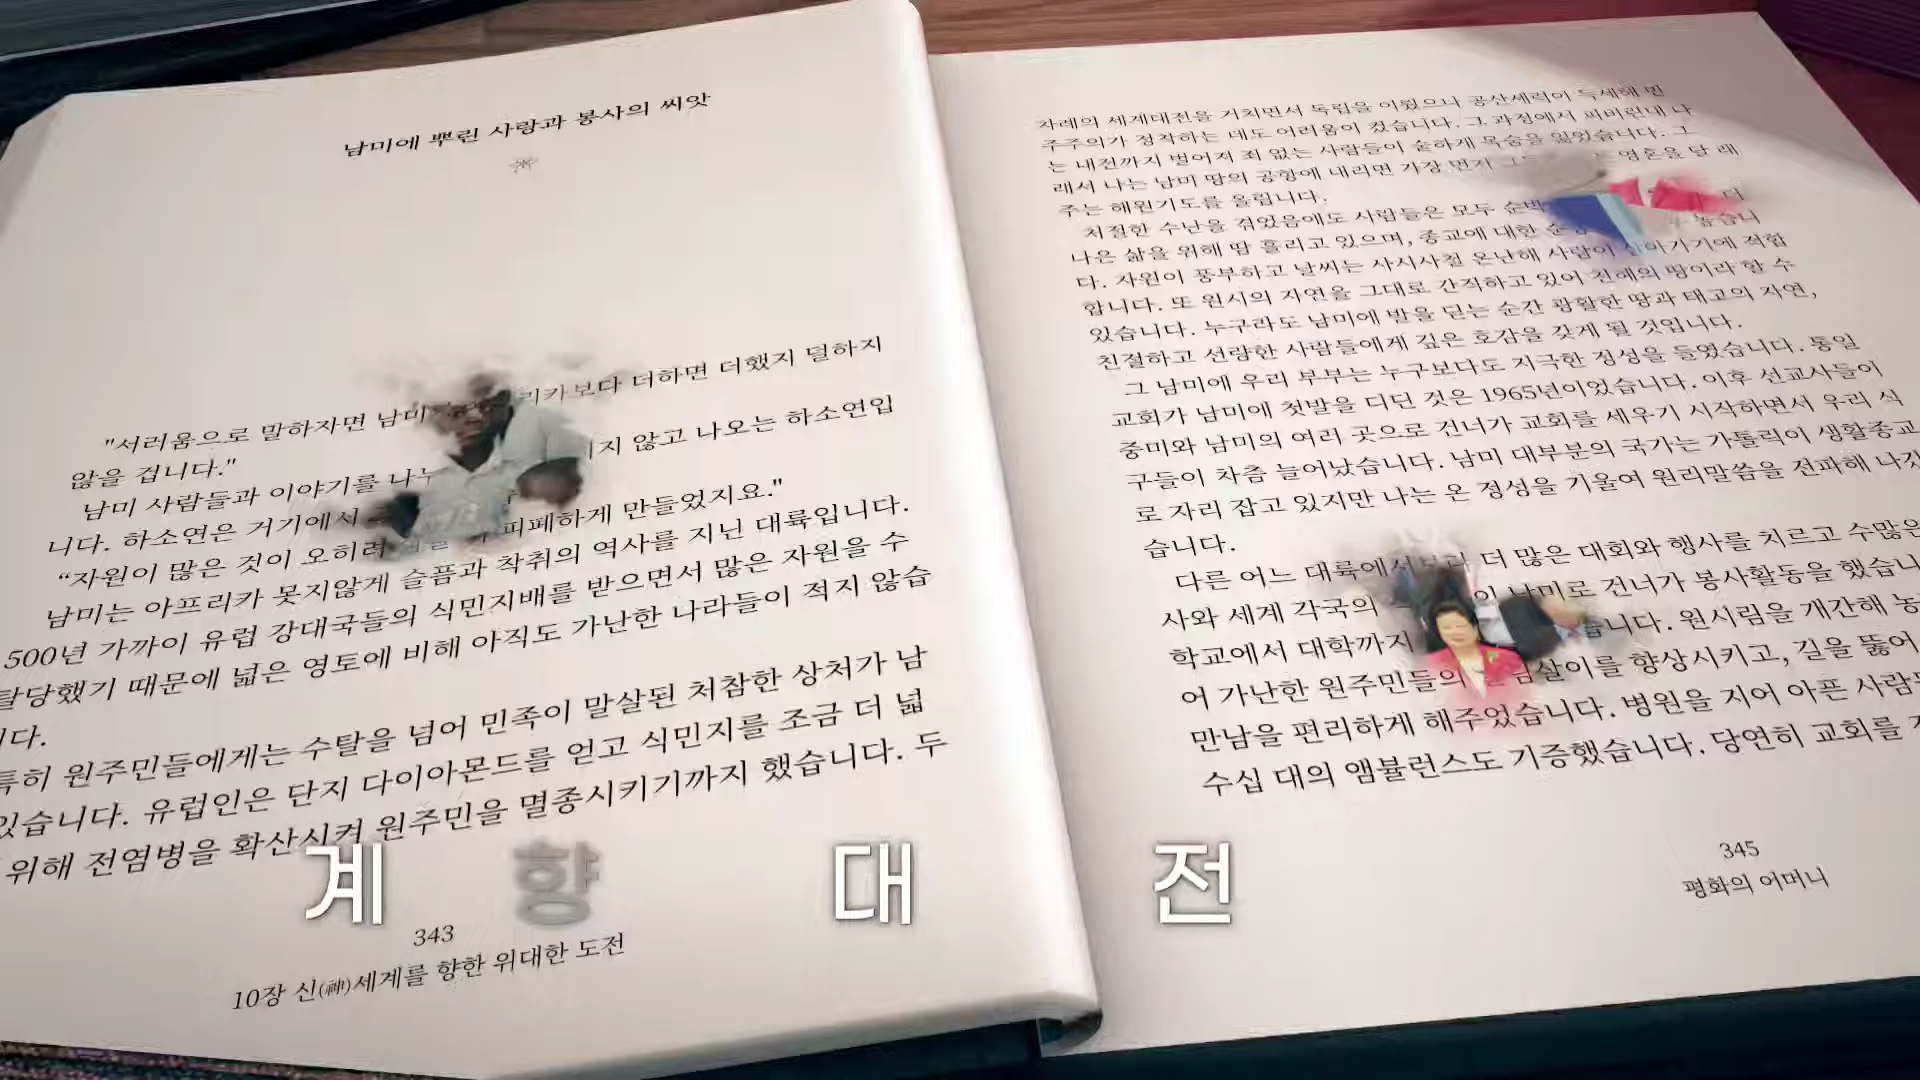 남미에 뿌린 사랑과 봉사의 씨앗
"서러움으로 말하자면 남미 리카보다 더하면 더했지 덜하지
않을 겁니다."
남미 사람들과 이야기를 나누 지 않고 나오는 하소연입
니다. 하소연은 거기에서
“자원이 많은 것이 오히려 피폐하게 만들었지요."
남미는 아프리카 못지않게 슬픔과 착취의 역사를 지닌 대륙입니다.
500년 가까이 유럽 강대국들의 식민지배를 받으면서 많은 자원을 수
탈당했기 때문에 넓은 영토에 비해 아직도 가난한 나라들이 적지 않습
니다.
특히 원주민들에게는 수탈을 넘어 민족이 말살된 처참한 상처가 남
있습니다. 유럽인은 단지 다이아몬드를 얻고 식민지를 조금 더 넓
위해 전염병을 확산시켜 원주민을 멸종시키기까지 했습니다. 두
343
10장 신(神)세계를 향한 위대한 도전
차례의 세계대전을 거치면서 독립을 이뤘으나 공산세력이 득세해 민
주주의가 정착하는 데도 어려움이 컸습니다. 그 과정에서 피비린내 나
는 내전까지 벌어져 죄 없는 사람들이 숱하게 목숨을 잃었습니다. 그
래서 나는 남미 땅의 공항에 내리면 가장 먼저 영혼을 달래
주는 해원기도를 올립니다.
처절한 수난을 겪었음에도 사람들은 모두 순박 더
나은 삶을 위해 땀 흘리고 있으며, 종교에 대한 높습니
다. 자원이 풍부하고 날씨는 사시사철 온난해 사람이 살아가기에 적합
합니다. 또 원시의 자연을 그대로 간직하고 있어 천혜의 땅이라 할 수
있습니다. 누구라도 남미에 발을 딛는 순간 광활한 땅과 태고의 자연,
친절하고 선량한 사람들에게 깊은 호감을 갖게 될 것입니다.
그 남미에 우리 부부는 누구보다도 지극한 정성을 들였습니다. 통일
교회가 남미에 첫발을 디딘 것은 1965년이었습니다. 이후 선교사들이
중미와 남미의 여러 곳으로 건너가 교회를 세우기 시작하면서 우리 식
구들이 차츰 늘어났습니다. 남미 대부분의 국가는 가톨릭이 생활종교
로 자리 잡고 있지만 나는 온 정성을 기울여 원리말씀을 전파해 나갔
습니다.
다른 어느 대륙에서보다 더 많은 대회와 행사를 치르고 수많은
사와 세계 각국의 남미로 건너가 봉사활동을 했습니
학교에서 대학까지 습니다. 원시림을 개간해 농
어 가난한 원주민들의 살림살이를 향상시키고, 길을 뚫어
만남을 편리하게 해주었습니다. 병원을 지어 아픈 사람
수십 대의 앰뷸런스도 기증했습니다. 당연히 교회를
345
평화의 어머니
계 향 대 전